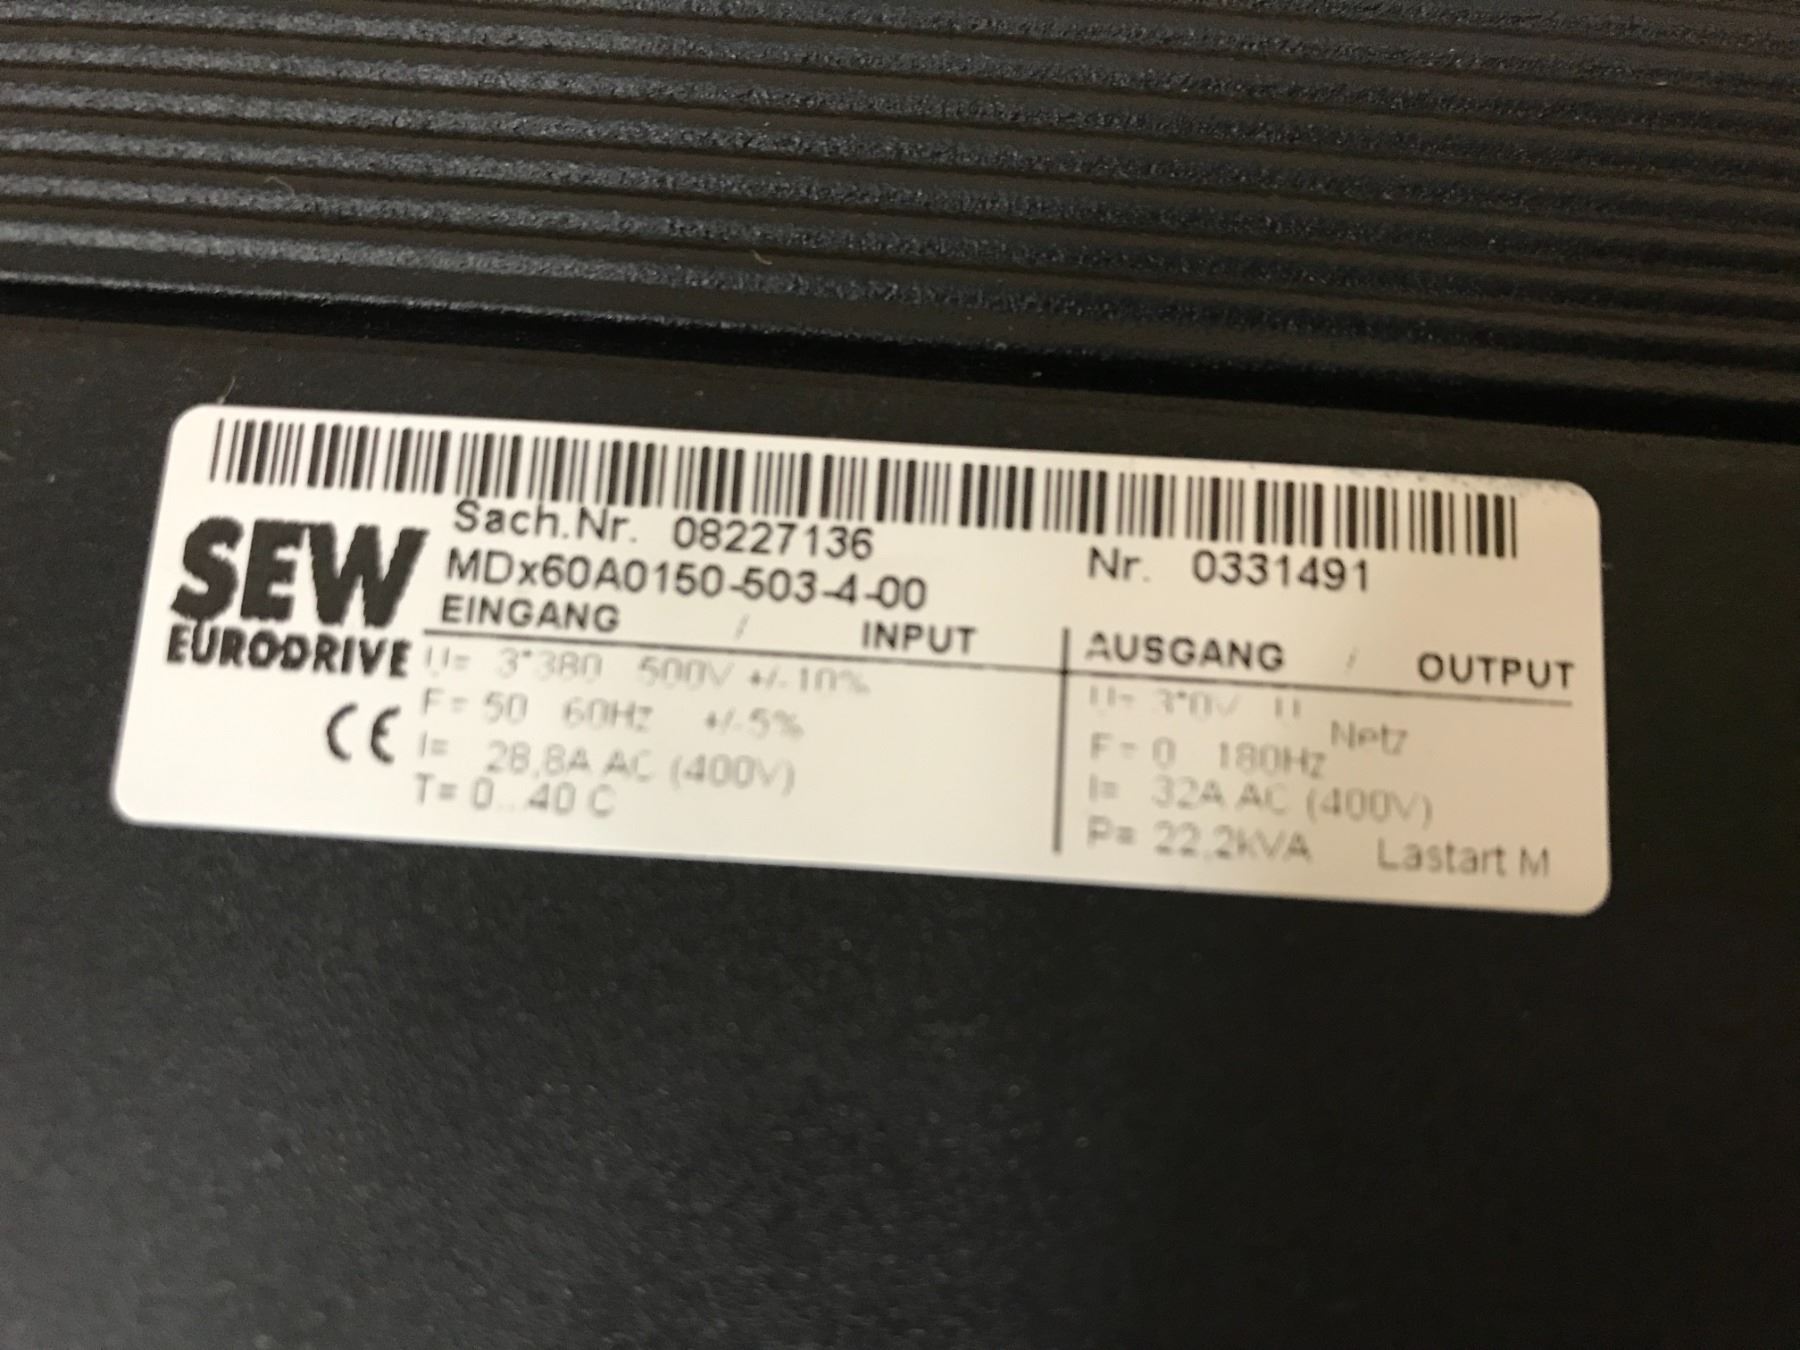 Sach.Nr. 08227136 Nr. 0331491
MDx60A0150-503-4-00
SEW
EURODRIVE
CE
EINGANG / INPUT
U= 3*380 500V +/-10%
F= 50 60Hz +/-5%
I= 28,8A AC (400V)
T= 0...40 C
AUSGANG / OUTPUT
U= 3*0V U Netz
F= 0 180Hz
I= 32A AC (400V)
P= 22.2kVA Lastart M